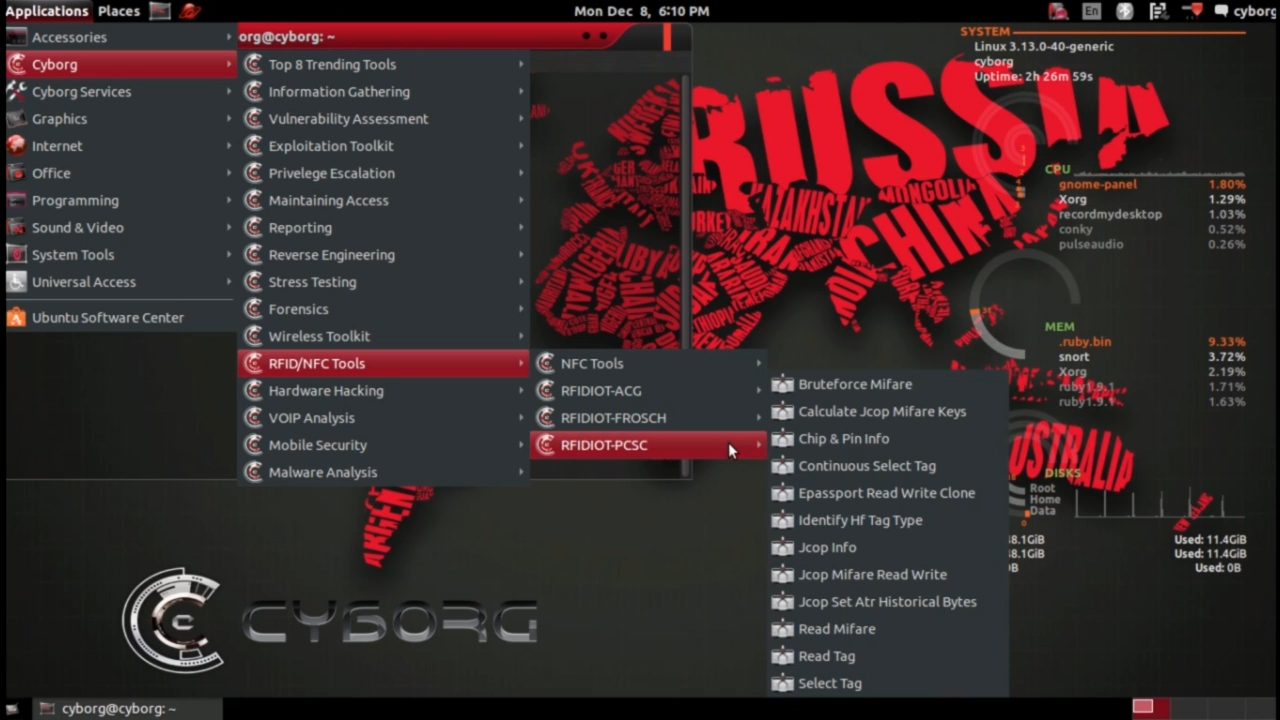 Applications Places
Mon Dec 8, 6:10 PM
En
cyborg
Accessories
Cyborg
Cyborg Services
Graphics
Internet
Office
Programming
Sound & Video
System Tools
Universal Access
Ubuntu Software Center
org@cyborg: ~
Top 8 Trending Tools
Information Gathering
Vulnerability Assessment
Exploitation Toolkit
Privelege Escalation
Maintaining Access
Reporting
Reverse Engineering
Stress Testing
Forensics
Wireless Toolkit
RFID/NFC Tools
Hardware Hacking
VOIP Analysis
Mobile Security
Malware Analysis
NFC Tools
RFIDIOT-ACG
RFIDIOT-FROSCH
RFIDIOT-PCSC
Bruteforce Mifare
Calculate Jcop Mifare Keys
Chip & Pin Info
Continuous Select Tag
Epassport Read Write Clone
Identify Hf Tag Type
Jcop Info
Jcop Mifare Read Write
Jcop Set Atr Historical Bytes
Read Mifare
Read Tag
Select Tag
SYSTEM
Linux 3.13.0-40-generic
cyborg
Uptime: 2h 26m 59s
CPU
gnome-panel 1.80%
Xorg 1.29%
recordmydesktop 1.03%
conky 0.52%
pulseaudio 0.26%
MEM
.ruby.bin 9.33%
snort 3.72%
Xorg 2.19%
ruby1.9.1 1.71%
ruby1.9.1 1.63%
DISKS
Root
Home
Data
8.1GiB Used: 11.4GiB
8.1GiB Used: 11.4GiB
Used: 0B
RUSSIA
MONGOLIA
KAZAKHSTAN
CHINA
LIBYA
AUSTRALIA
CYBORG
cyborg@cyborg: ~